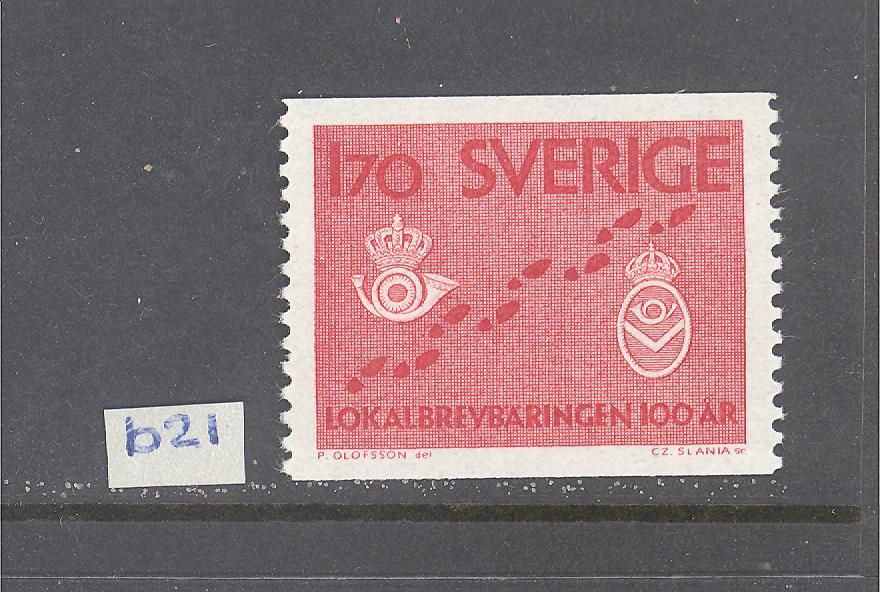 170 SVERIGE
LOKALBREVBÄRINGEN 100 ÅR
P. OLOFSSON del
CZ. SLANIA sc
b21